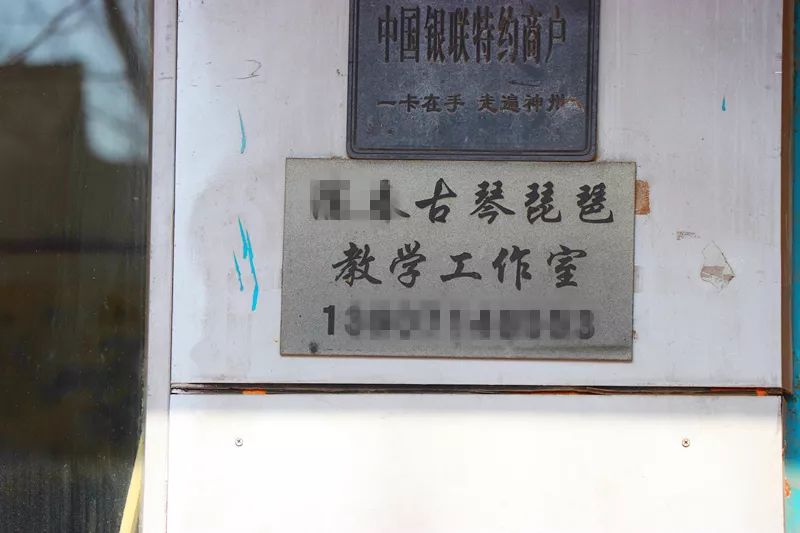 中国银联特约商户
一卡在手 走遍神州
古琴琵琶
教学工作室